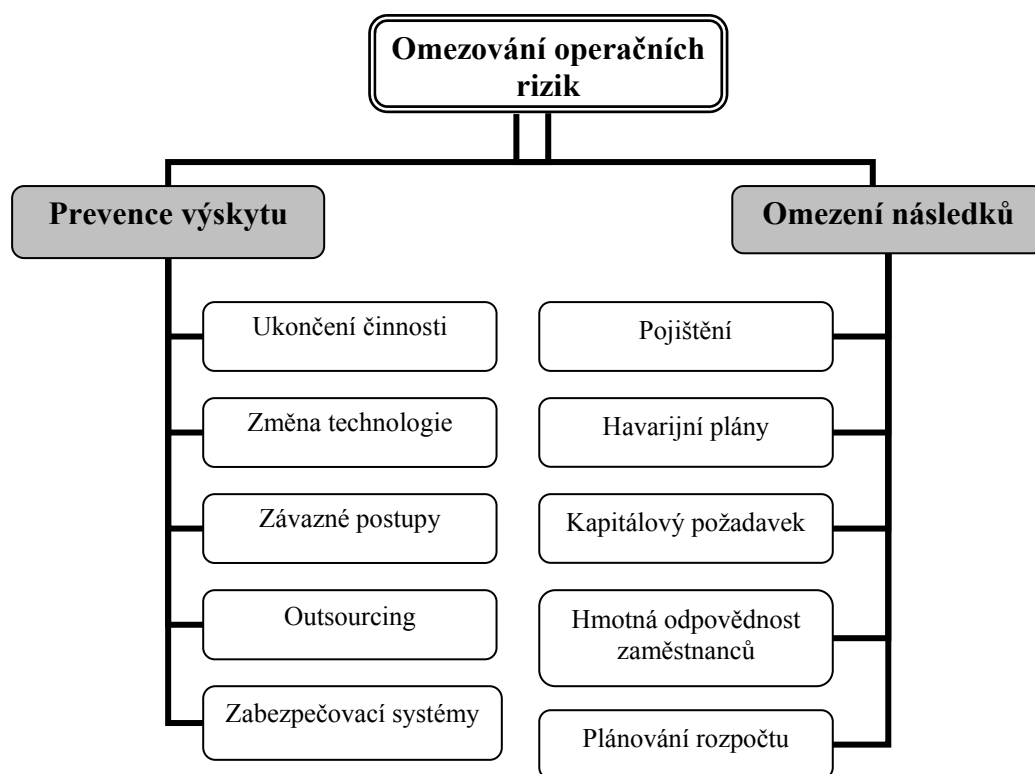 Omezování operačních
rizik
Prevence výskytu
Omezení následků
Ukončení činnosti
Změna technologie
Závazné postupy
Outsourcing
Zabezpečovací systémy
Pojištění
Havarijní plány
Kapitálový požadavek
Hmotná odpovědnost
zaměstnanců
Plánování rozpočtu